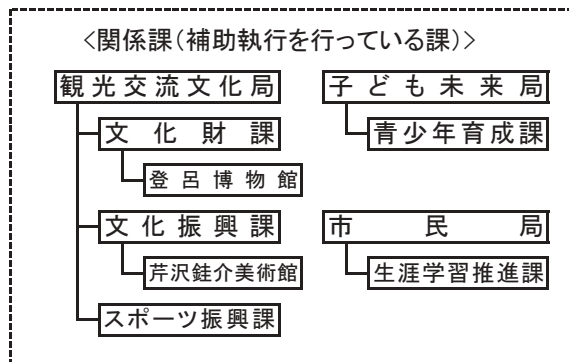 <関係課(補助執行を行っている課)>
観光交流文化局
文化財課
登呂博物館
文化振興課
芹沢銈介美術館
スポーツ振興課
子ども未来局
青少年育成課
市民局
生涯学習推進課